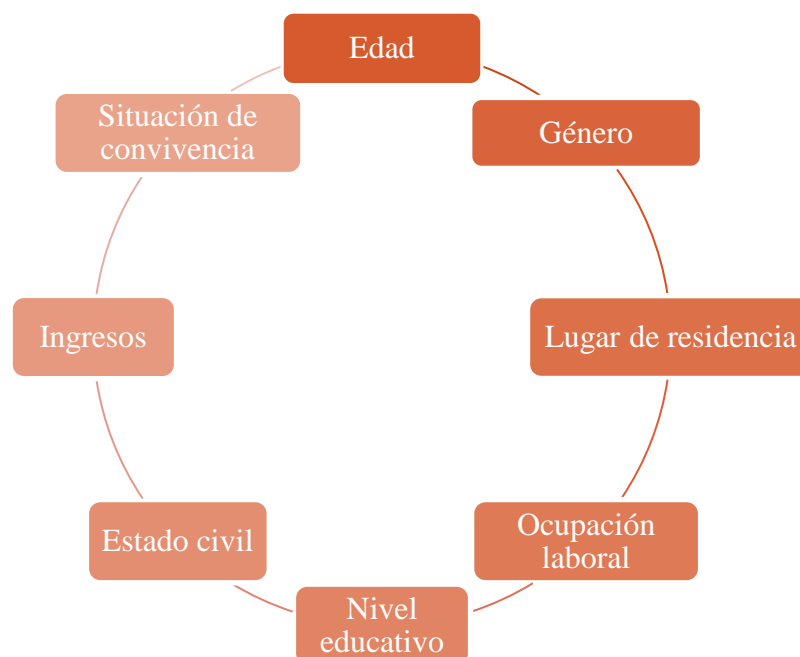 Edad
Género
Lugar de residencia
Ocupación
laboral
Nivel
educativo
Estado civil
Ingresos
Situación de
convivencia